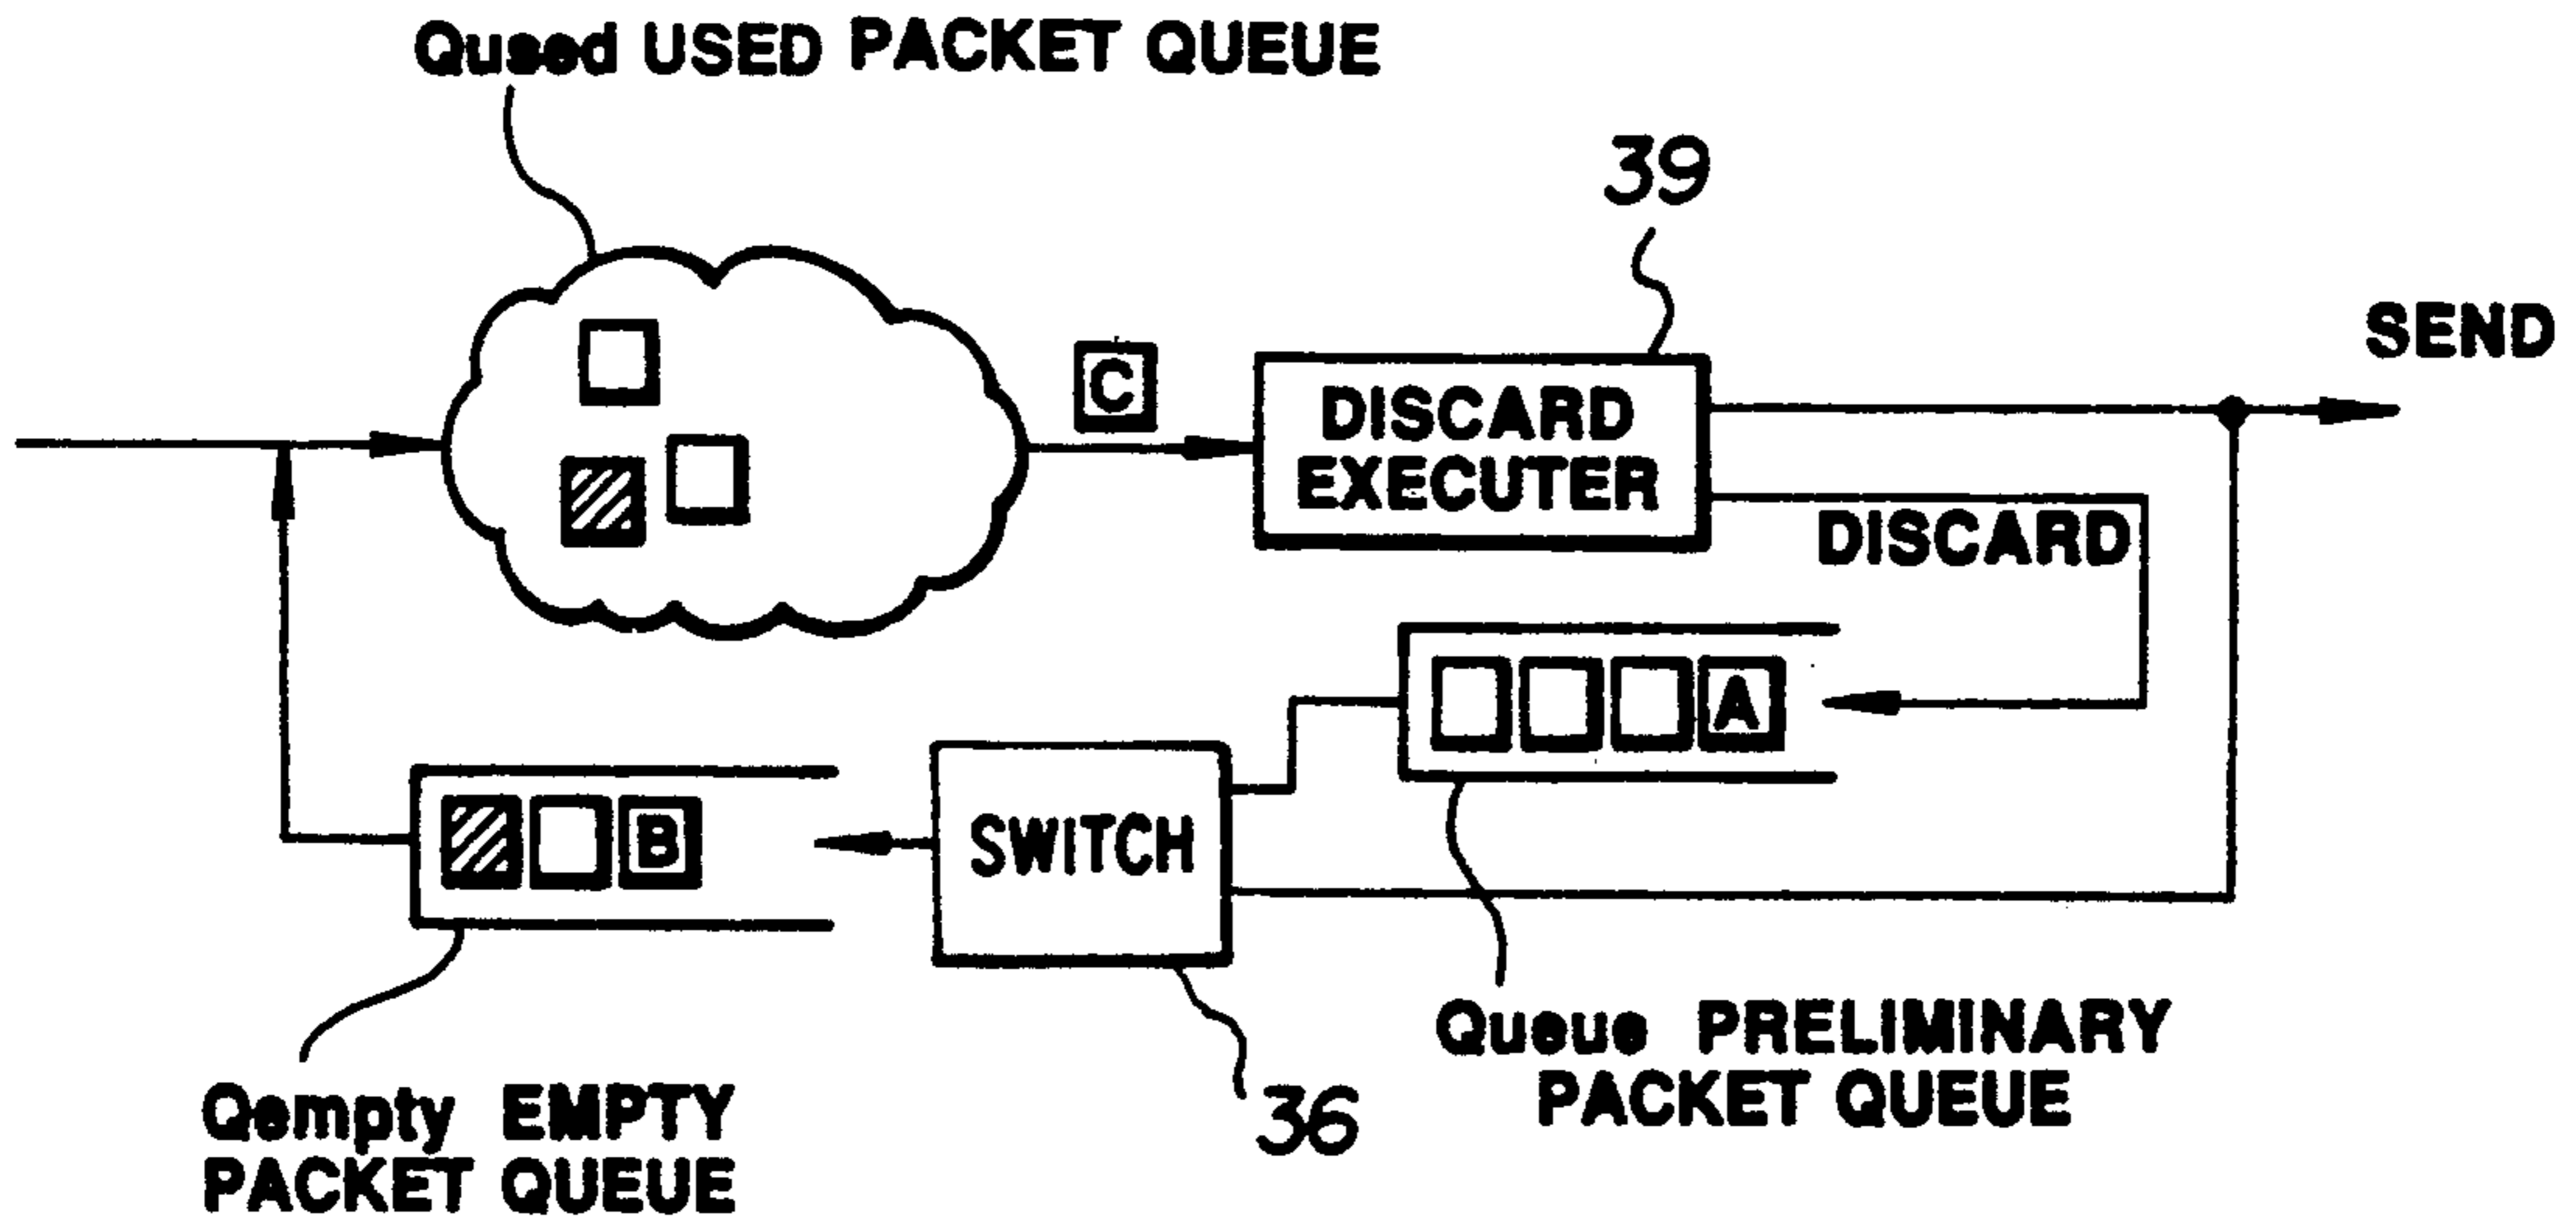 Qused USED PACKET QUEUE
39
SEND
C
DISCARD
EXECUTER
DISCARD
A
B
SWITCH
Queue PRELIMINARY
PACKET QUEUE
Qempty EMPTY
PACKET QUEUE
36